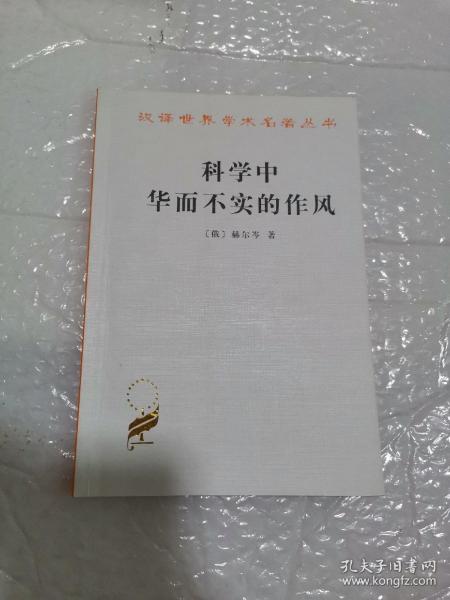 汉译世界学术名著丛书
科学中
华而不实的作风
〔俄〕赫尔岑 著
孔夫子旧书网
www.kongfz.com